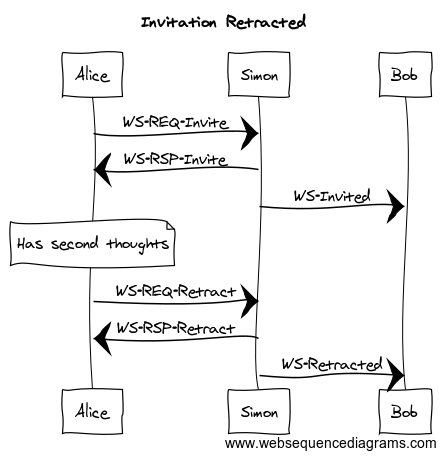 Invitation Retracted
Alice Simon Bob
WS-REQ-Invite
WS-RSP-Invite
WS-Invited
Has second thoughts
WS-REQ-Retract
WS-RSP-Retract
WS-Retracted
Alice Simon Bob
www.websequencediagrams.com